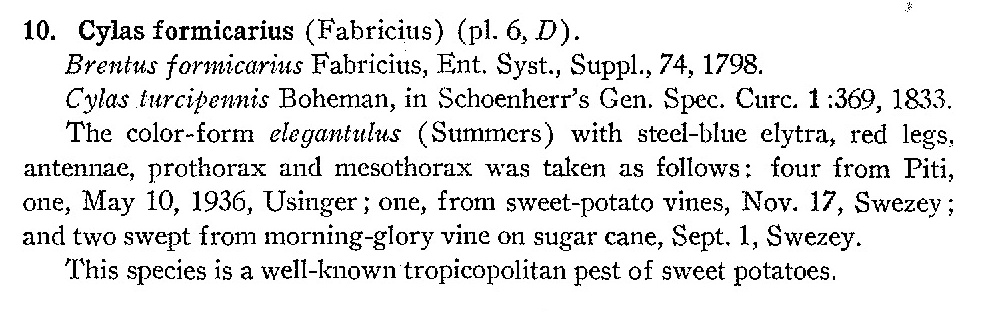 10. Cylas formicarius (Fabricius) (pl. 6, D).
Brentus formicarius Fabricius, Ent. Syst., Suppl., 74, 1798.
Cylas turcipennis Boheman, in Schoenherr's Gen. Spec. Curc. 1:369, 1833.
The color-form elegantulus (Summers) with steel-blue elytra, red legs,
antennae, prothorax and mesothorax was taken as follows: four from Piti,
one, May 10, 1936, Usinger; one, from sweet-potato vines, Nov. 17, Swezey;
and two swept from morning-glory vine on sugar cane, Sept. 1, Swezey.
This species is a well-known tropicopolitan pest of sweet potatoes.